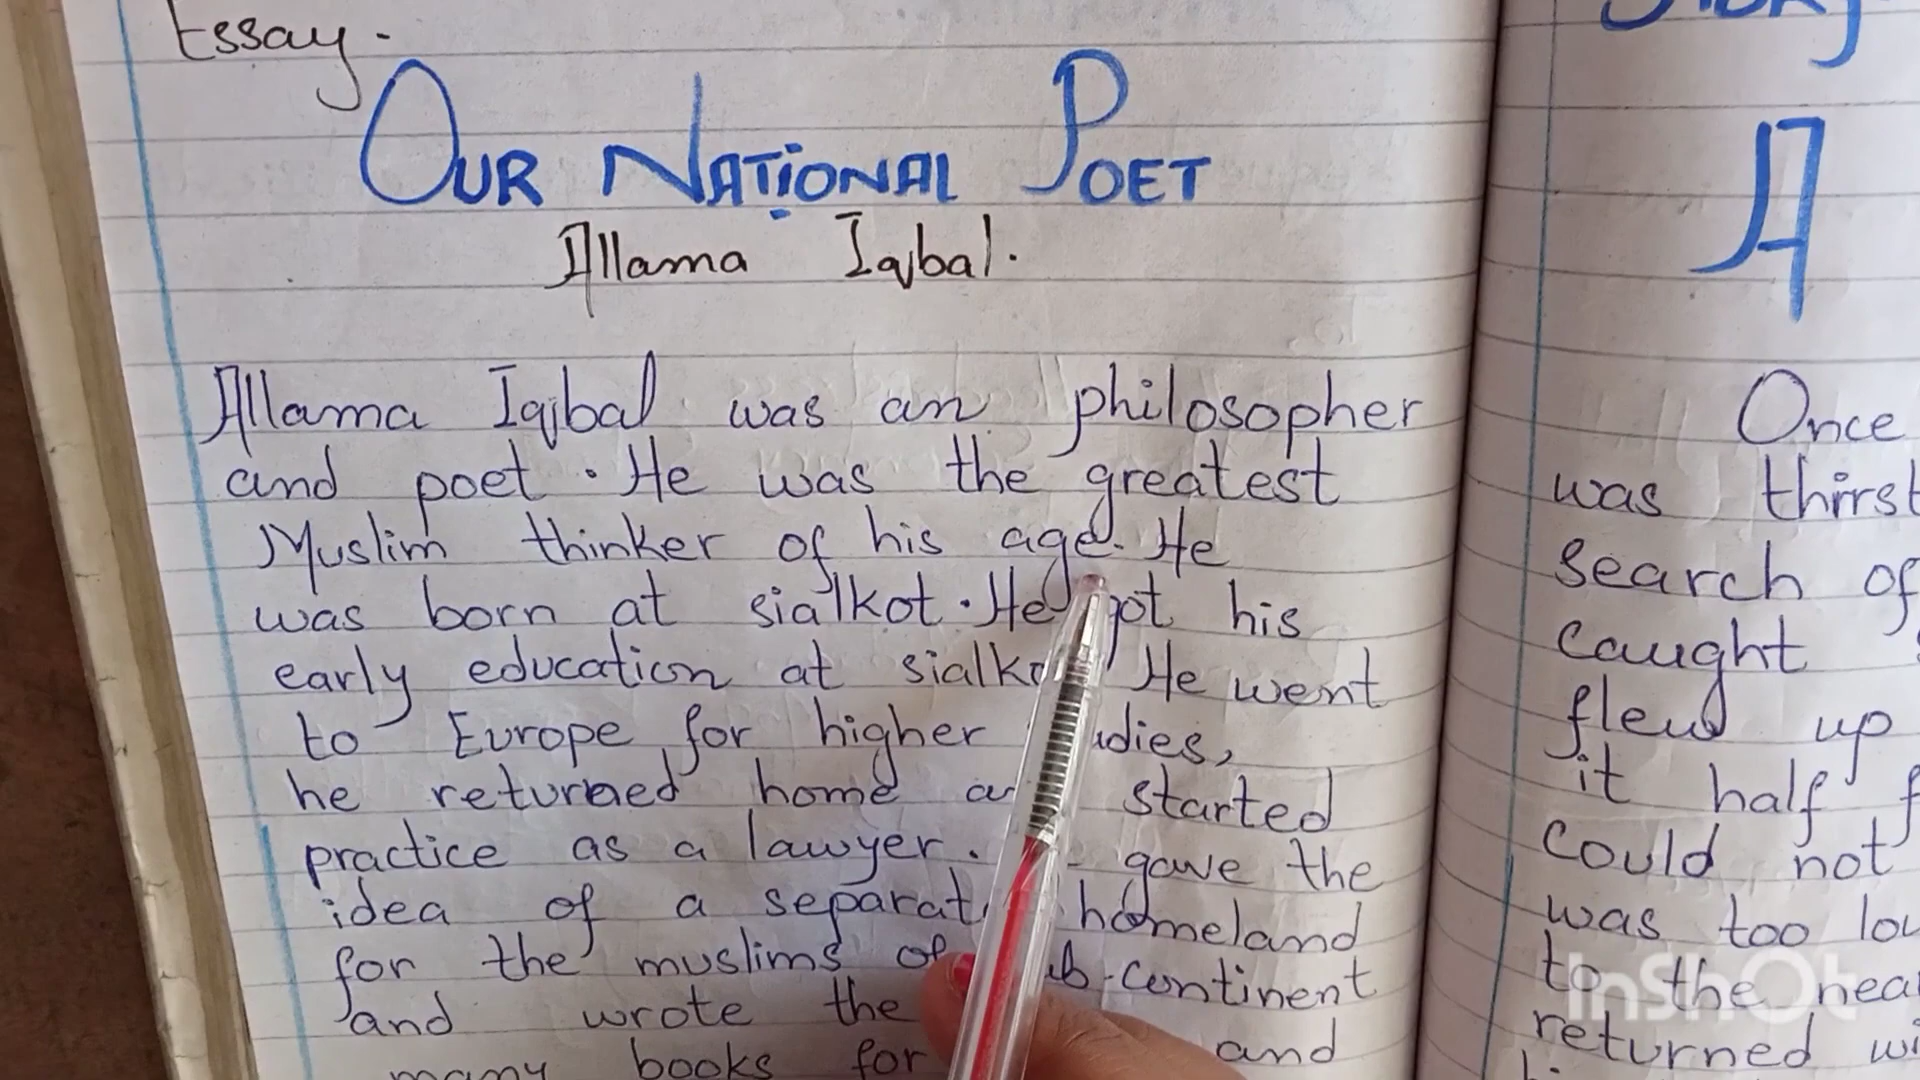 Essay.
OUR NATIONAL POET
Allama Iqbal.
Allama Iqbal was an philosopher
and poet. He was the greatest
Muslim thinker of his age. He
was born at sialkot. He got his
early education at sialkot He went
to Europe for higher studies,
he returned home and started
practice as a lawyer. gave the
idea of a separate homeland
for the muslims of sub-continent
and wrote the
many books for and
A
Once
was thirst
search of
caught
flew up
it half f
could not
was too low
to the hea
returned wi
InShOt